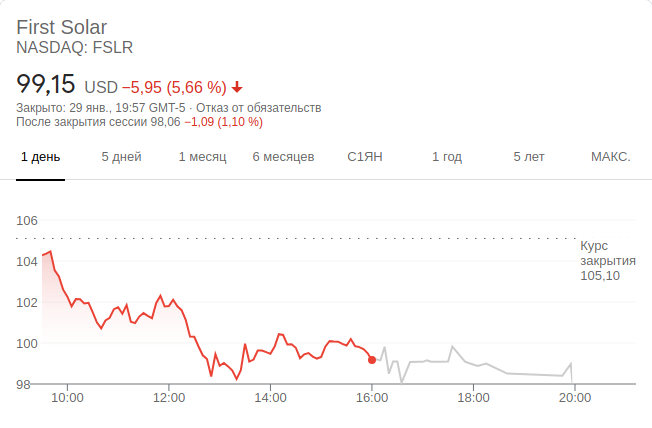 First Solar
NASDAQ: FSLR
99,15 USD −5,95 (5,66 %)
Закрыто: 29 янв., 19:57 GMT-5 · Отказ от обязательств
После закрытия сессии 98,06 −1,09 (1,10 %)
1 день 5 дней 1 месяц 6 месяцев С1ЯН 1 год 5 лет МАКС.
106
104
102
100
98
Курс
закрытия
105,10
10:00 12:00 14:00 16:00 18:00 20:00